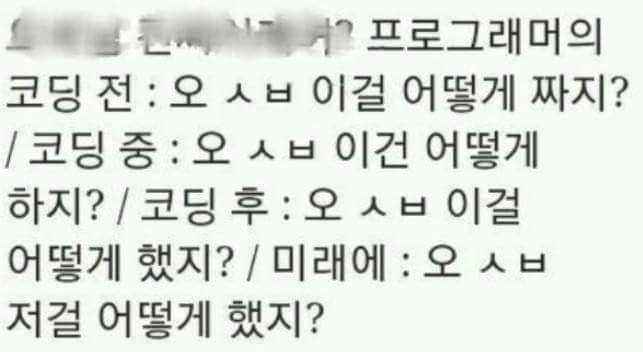 프로그래머의
코딩 전 : 오 ㅅㅂ 이걸 어떻게 짜지?
/ 코딩 중 : 오 ㅅㅂ 이건 어떻게
하지? / 코딩 후 : 오 ㅅㅂ 이걸
어떻게 했지? / 미래에 : 오 ㅅㅂ
저걸 어떻게 했지?